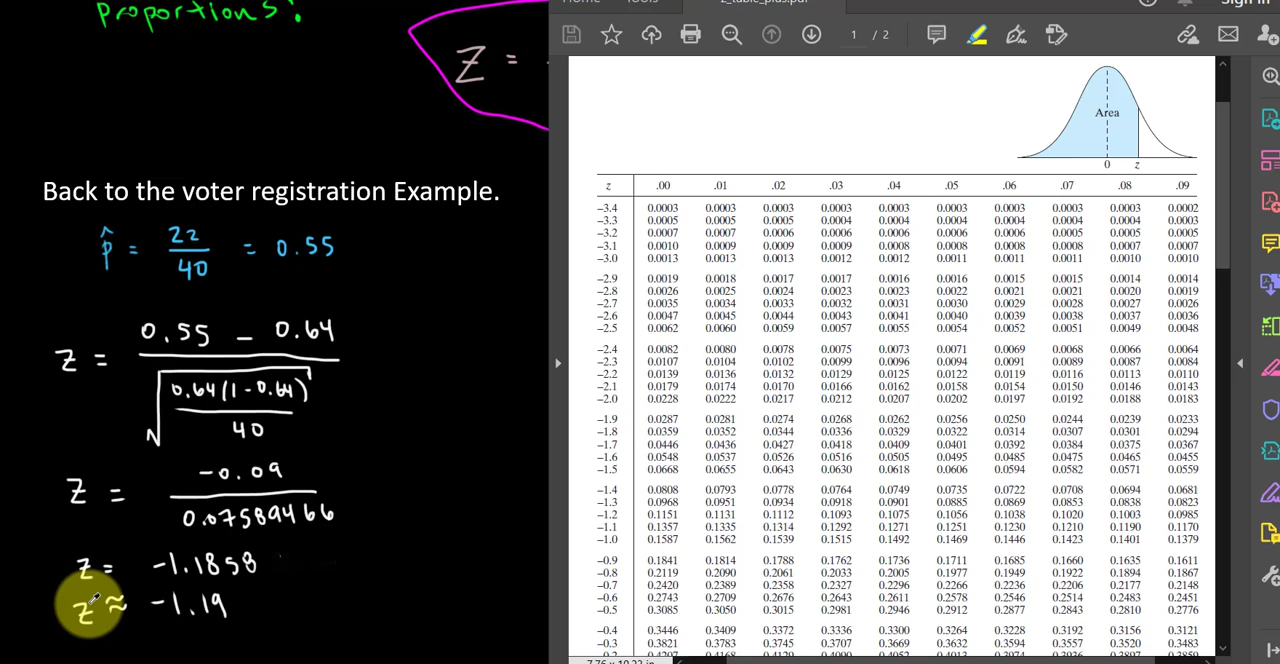 proportions:
Z =
Back to the voter registration Example.
p̂ = 22/40 = 0.55
Z = (0.55 - 0.64) / √(0.64(1-0.64)/40)
Z = -0.09 / 0.07589466
Z = -1.1858
Z ≈ -1.19
1 / 2
Area
0 z
z .00 .01 .02 .03 .04 .05 .06 .07 .08 .09
−3.4 0.0003 0.0003 0.0003 0.0003 0.0003 0.0003 0.0003 0.0003 0.0003 0.0002
−3.3 0.0005 0.0005 0.0005 0.0004 0.0004 0.0004 0.0004 0.0004 0.0004 0.0003
−3.2 0.0007 0.0007 0.0006 0.0006 0.0006 0.0006 0.0006 0.0005 0.0005 0.0005
−3.1 0.0010 0.0009 0.0009 0.0009 0.0008 0.0008 0.0008 0.0008 0.0007 0.0007
−3.0 0.0013 0.0013 0.0013 0.0012 0.0012 0.0011 0.0011 0.0011 0.0010 0.0010
−2.9 0.0019 0.0018 0.0017 0.0017 0.0016 0.0016 0.0015 0.0015 0.0014 0.0014
−2.8 0.0026 0.0025 0.0024 0.0023 0.0023 0.0022 0.0021 0.0021 0.0020 0.0019
−2.7 0.0035 0.0034 0.0033 0.0032 0.0031 0.0030 0.0029 0.0028 0.0027 0.0026
−2.6 0.0047 0.0045 0.0044 0.0043 0.0041 0.0040 0.0039 0.0038 0.0037 0.0036
−2.5 0.0062 0.0060 0.0059 0.0057 0.0055 0.0054 0.0052 0.0051 0.0049 0.0048
−2.4 0.0082 0.0080 0.0078 0.0075 0.0073 0.0071 0.0069 0.0068 0.0066 0.0064
−2.3 0.0107 0.0104 0.0102 0.0099 0.0096 0.0094 0.0091 0.0089 0.0087 0.0084
−2.2 0.0139 0.0136 0.0132 0.0129 0.0125 0.0122 0.0119 0.0116 0.0113 0.0110
−2.1 0.0179 0.0174 0.0170 0.0166 0.0162 0.0158 0.0154 0.0150 0.0146 0.0143
−2.0 0.0228 0.0222 0.0217 0.0212 0.0207 0.0202 0.0197 0.0192 0.0188 0.0183
−1.9 0.0287 0.0281 0.0274 0.0268 0.0262 0.0256 0.0250 0.0244 0.0239 0.0233
−1.8 0.0359 0.0352 0.0344 0.0336 0.0329 0.0322 0.0314 0.0307 0.0301 0.0294
−1.7 0.0446 0.0436 0.0427 0.0418 0.0409 0.0401 0.0392 0.0384 0.0375 0.0367
−1.6 0.0548 0.0537 0.0526 0.0516 0.0505 0.0495 0.0485 0.0475 0.0465 0.0455
−1.5 0.0668 0.0655 0.0643 0.0630 0.0618 0.0606 0.0594 0.0582 0.0571 0.0559
−1.4 0.0808 0.0793 0.0778 0.0764 0.0749 0.0735 0.0722 0.0708 0.0694 0.0681
−1.3 0.0968 0.0951 0.0934 0.0918 0.0901 0.0885 0.0869 0.0853 0.0838 0.0823
−1.2 0.1151 0.1131 0.1112 0.1093 0.1075 0.1056 0.1038 0.1020 0.1003 0.0985
−1.1 0.1357 0.1335 0.1314 0.1292 0.1271 0.1251 0.1230 0.1210 0.1190 0.1170
−1.0 0.1587 0.1562 0.1539 0.1515 0.1492 0.1469 0.1446 0.1423 0.1401 0.1379
−0.9 0.1841 0.1814 0.1788 0.1762 0.1736 0.1711 0.1685 0.1660 0.1635 0.1611
−0.8 0.2119 0.2090 0.2061 0.2033 0.2005 0.1977 0.1949 0.1922 0.1894 0.1867
−0.7 0.2420 0.2389 0.2358 0.2327 0.2296 0.2266 0.2236 0.2206 0.2177 0.2148
−0.6 0.2743 0.2709 0.2676 0.2643 0.2611 0.2578 0.2546 0.2514 0.2483 0.2451
−0.5 0.3085 0.3050 0.3015 0.2981 0.2946 0.2912 0.2877 0.2843 0.2810 0.2776
−0.4 0.3446 0.3409 0.3372 0.3336 0.3300 0.3264 0.3228 0.3192 0.3156 0.3121
−0.3 0.3821 0.3783 0.3745 0.3707 0.3669 0.3632 0.3594 0.3557 0.3520 0.3483